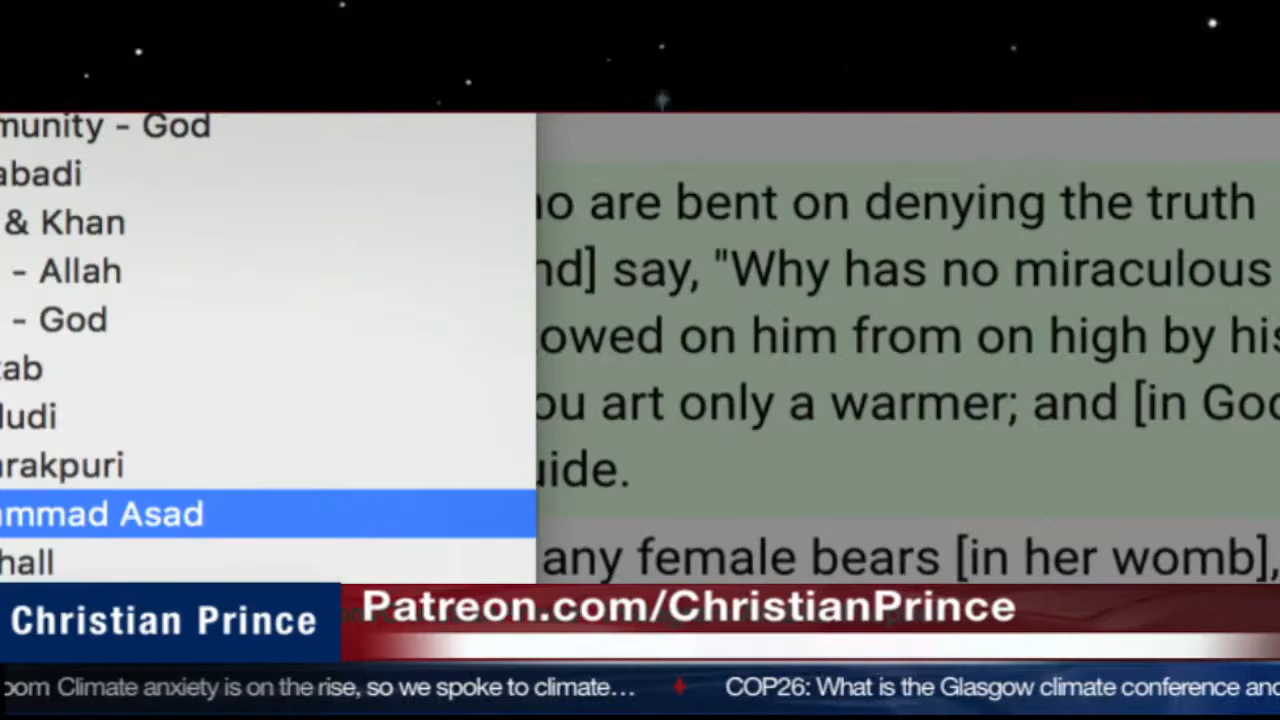 munity - God
abadi
& Khan
- Allah
- God
tab
dudi
arakpuri
ammad Asad
hall
no are bent on denying the truth
nd] say, "Why has no miraculous
owed on him from on high by his
ou art only a warmer; and [in God
uide.
any female bears [in her womb],
Christian Prince
Patreon.com/ChristianPrince
oom Climate anxiety is on the rise, so we spoke to climate... COP26: What is the Glasgow climate conference and